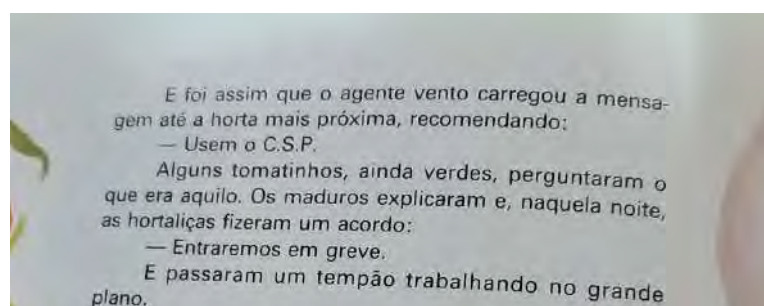 E foi assim que o agente vento carregou a mensa-
gem até a horta mais próxima, recomendando:
— Usem o C.S.P.
Alguns tomatinhos, ainda verdes, perguntaram o
que era aquilo. Os maduros explicaram e, naquela noite,
as hortaliças fizeram um acordo:
— Entraremos em greve.
E passaram um tempão trabalhando no grande
plano.